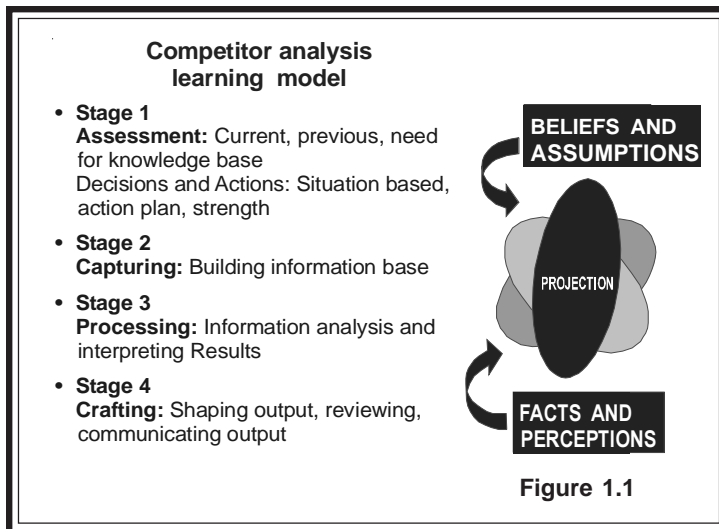 Competitor analysis
learning model
• Stage 1
Assessment: Current, previous, need
for knowledge base
Decisions and Actions: Situation based,
action plan, strength
• Stage 2
Capturing: Building information base
• Stage 3
Processing: Information analysis and
interpreting Results
• Stage 4
Crafting: Shaping output, reviewing,
communicating output
BELIEFS AND
ASSUMPTIONS
PROJECTION
FACTS AND
PERCEPTIONS
Figure 1.1